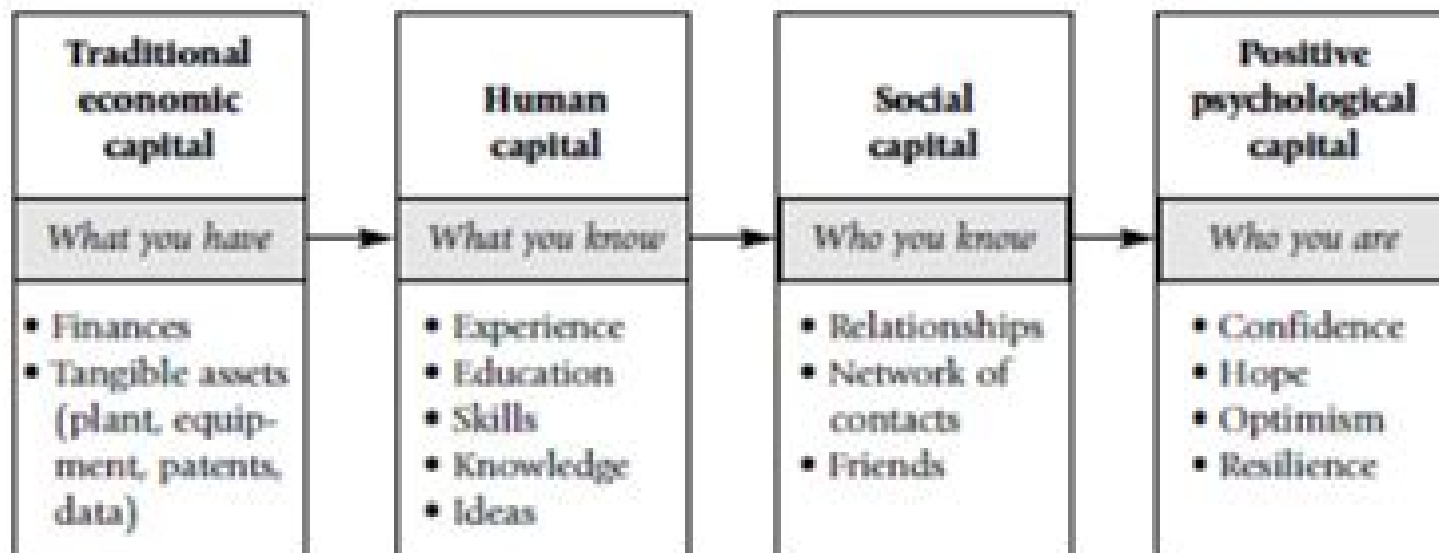 Traditional
economic
capital
What you have
• Finances
• Tangible assets
(plant, equip-
ment, patents,
data)
Human
capital
What you know
• Experience
• Education
• Skills
• Knowledge
• Ideas
Social
capital
Who you know
• Relationships
• Network of
contacts
• Friends
Positive
psychological
capital
Who you are
• Confidence
• Hope
• Optimism
• Resilience